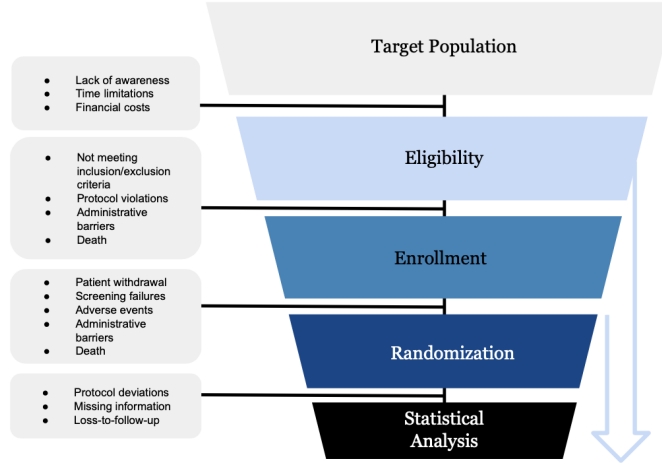 Target Population
Lack of awareness
Time limitations
Financial costs
Eligibility
Not meeting
inclusion/exclusion
criteria
Protocol violations
Administrative
barriers
Death
Enrollment
Patient withdrawal
Screening failures
Adverse events
Administrative
barriers
Death
Randomization
Protocol deviations
Missing information
Loss-to-follow-up
Statistical
Analysis